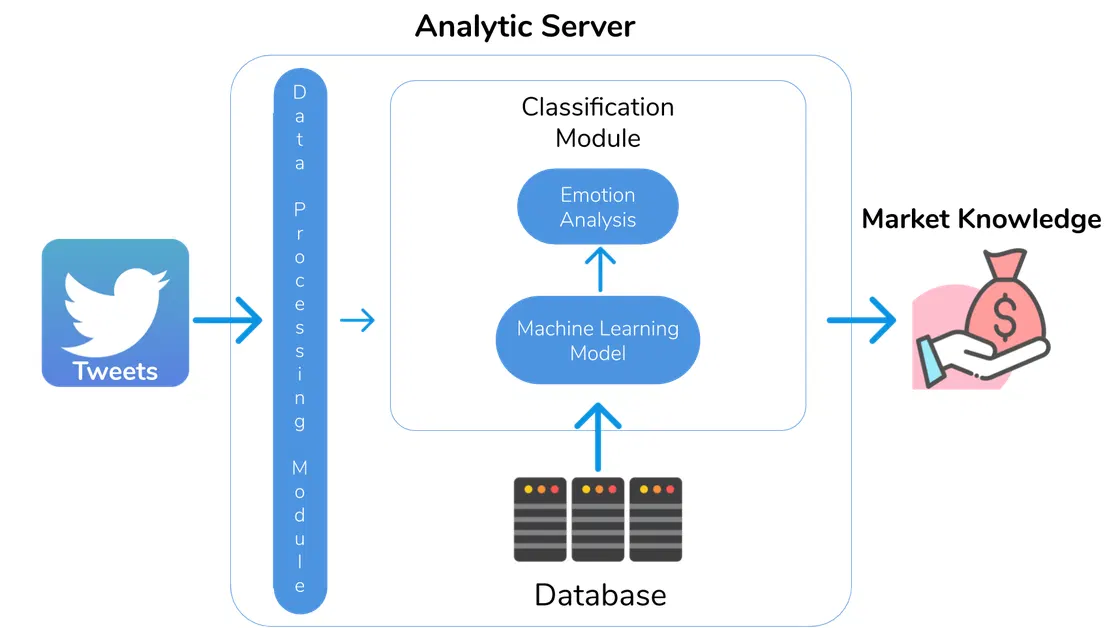 Analytic Server
Data Processing Module
Classification
Module
Emotion
Analysis
Machine Learning
Model
Market Knowledge
$
Tweets
Database